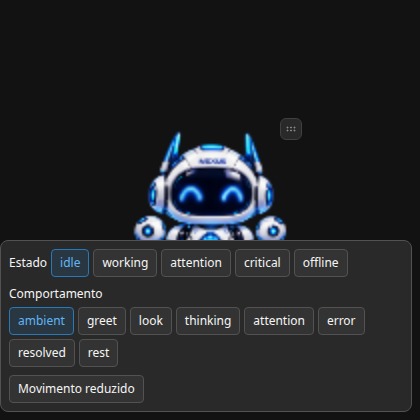 NEXUS
Estado idle working attention critical offline
Comportamento
ambient greet look thinking attention error
resolved rest
Movimento reduzido